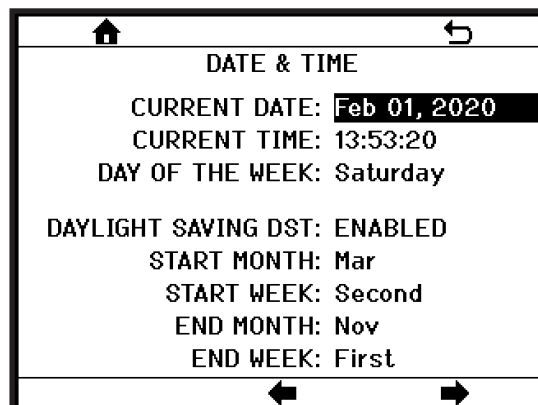 DATE & TIME
CURRENT DATE: Feb 01, 2020
CURRENT TIME: 13:53:20
DAY OF THE WEEK: Saturday
DAYLIGHT SAVING DST: ENABLED
START MONTH: Mar
START WEEK: Second
END MONTH: Nov
END WEEK: First